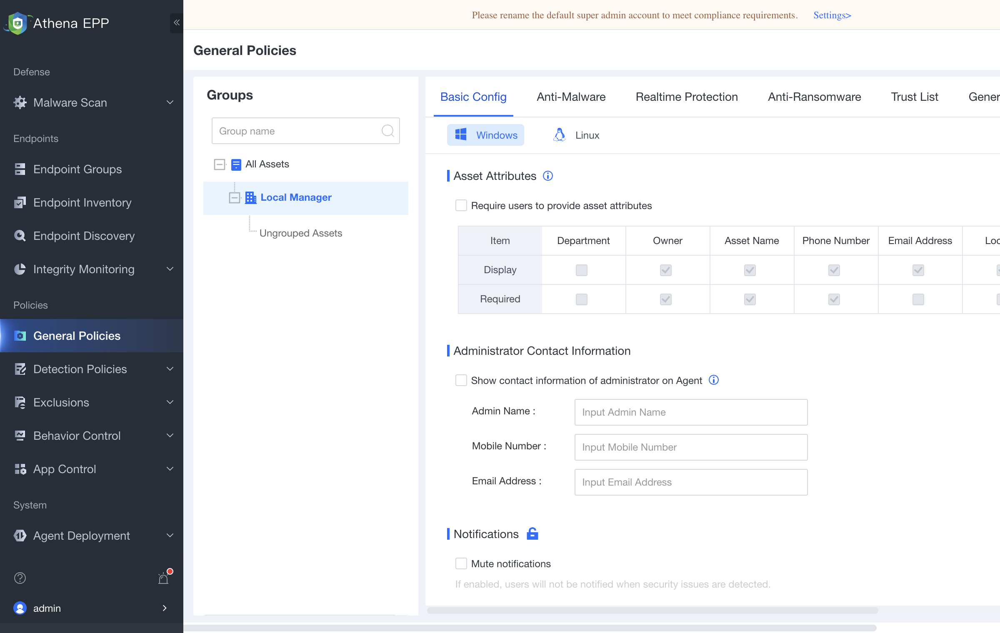 Athena EPP
Please rename the default super admin account to meet compliance requirements. Settings>
General Policies
Defense
Malware Scan
Endpoints
Endpoint Groups
Endpoint Inventory
Endpoint Discovery
Integrity Monitoring
Policies
General Policies
Detection Policies
Exclusions
Behavior Control
App Control
System
Agent Deployment
admin
Groups
Group name
All Assets
Local Manager
Ungrouped Assets
Basic Config Anti-Malware Realtime Protection Anti-Ransomware Trust List Gener
Windows Linux
Asset Attributes
Require users to provide asset attributes
Item Department Owner Asset Name Phone Number Email Address Loc
Display
Required
Administrator Contact Information
Show contact information of administrator on Agent
Admin Name : Input Admin Name
Mobile Number : Input Mobile Number
Email Address : Input Email Address
Notifications
Mute notifications
If enabled, users will not be notified when security issues are detected.